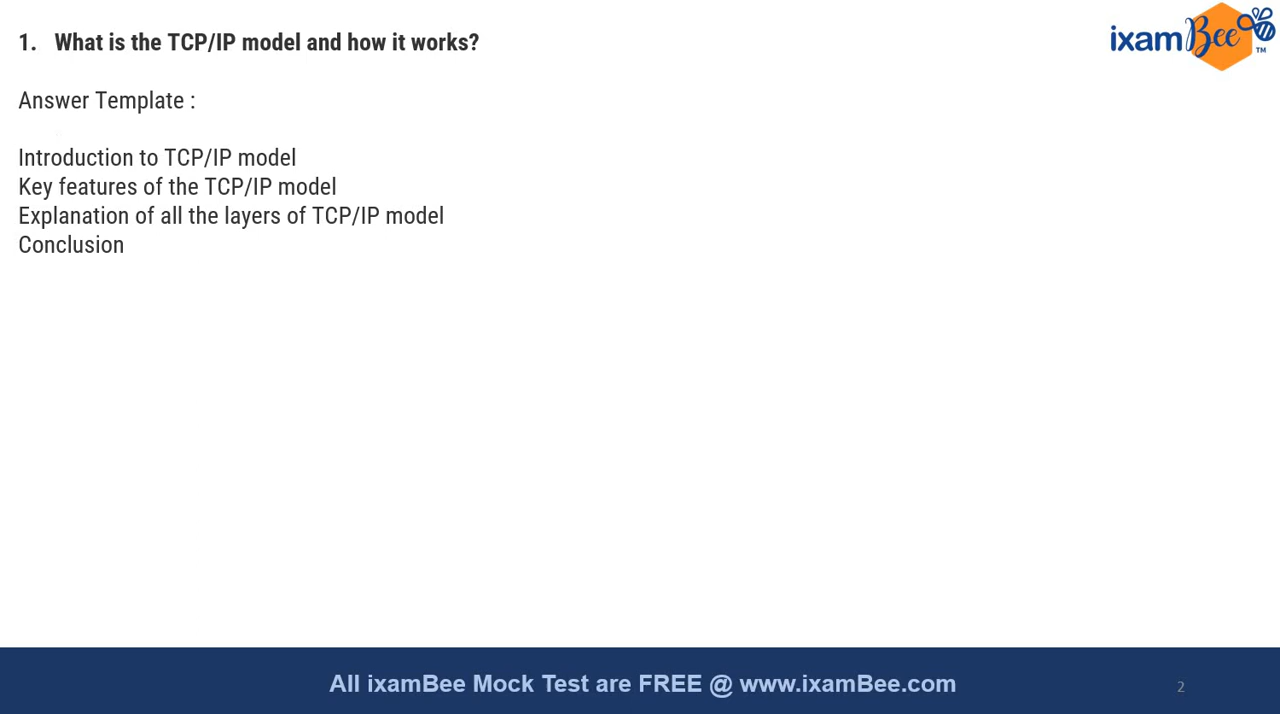 1. What is the TCP/IP model and how it works?
ixamBee
TM
Answer Template :
Introduction to TCP/IP model
Key features of the TCP/IP model
Explanation of all the layers of TCP/IP model
Conclusion
All ixamBee Mock Test are FREE @ www.ixamBee.com
2